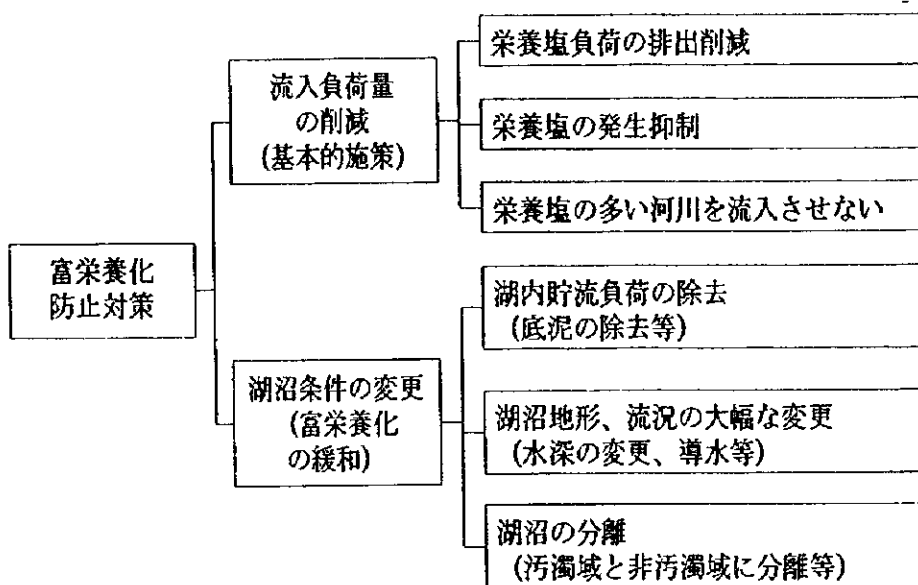 富栄養化
防止対策
流入負荷量
の削減
(基本的施策)
栄養塩負荷の排出削減
栄養塩の発生抑制
栄養塩の多い河川を流入させない
湖沼条件の変更
(富栄養化
の緩和)
湖内貯流負荷の除去
(底泥の除去等)
湖沼地形、流況の大幅な変更
(水深の変更、導水等)
湖沼の分離
(汚濁域と非汚濁域に分離等)